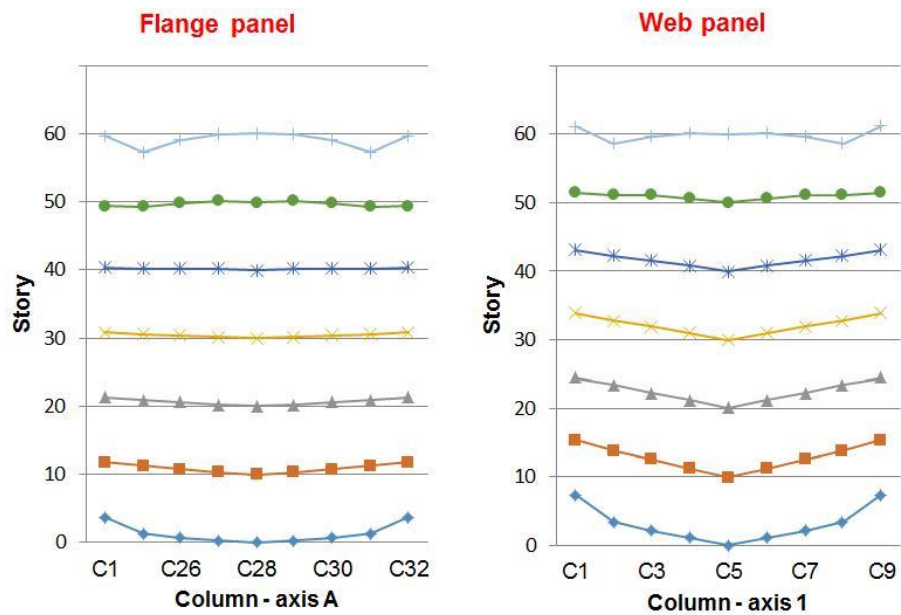 Flange panel
60
50
40
30
20
10
0
Story
C1 C26 C28 C30 C32
Column - axis A
Web panel
60
50
40
30
20
10
0
Story
C1 C3 C5 C7 C9
Column - axis 1